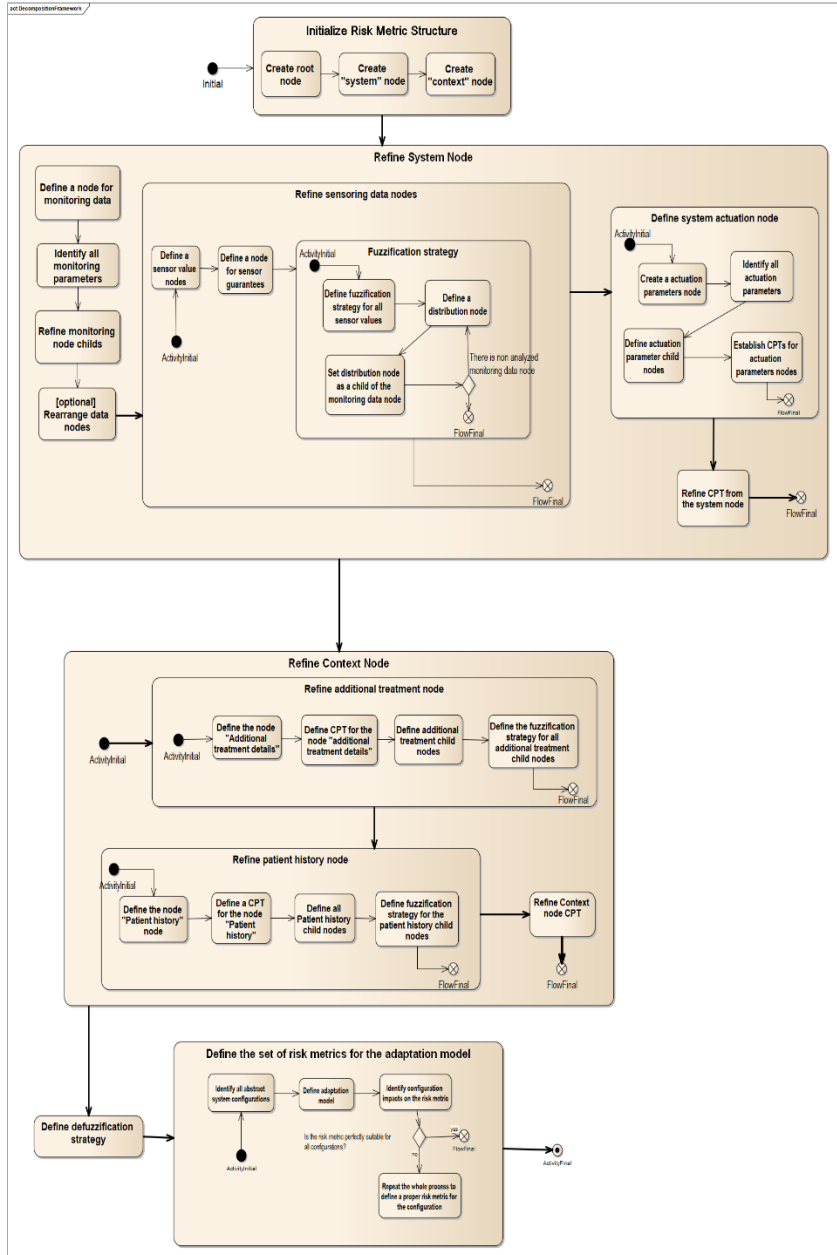 act DecompositionFramework
Initialize Risk Metric Structure
Initial
Create root
node
Create
"system" node
Create
"context" node
Refine System Node
Define a node for
monitoring data
Identify all
monitoring
parameters
Refine monitoring
node childs
[optional]
Rearrange data
nodes
Refine sensoring data nodes
Define a
sensor value
nodes
ActivityInitial
Define a node
for sensor
guarantees
Fuzzification strategy
ActivityInitial
Define fuzzification
strategy for all
sensor values
Define a
distribution node
Set distribution node
as a child of the
monitoring data node
There is non analyzed
monitoring data node
FlowFinal
FlowFinal
Define system actuation node
ActivityInitial
Create a actuation
parameters node
Identify all
actuation
parameters
Define actuation
parameter child
nodes
Establish CPTs for
actuation
parameters nodes
FlowFinal
Refine CPT from
the system node
FlowFinal
Refine Context Node
ActivityInitial
Refine additional treatment node
ActivityInitial
Define the node
"Additional
treatment details"
Define CPT for the
node "additional
treatment details"
Define additional
treatment child
nodes
Define the fuzzification
strategy for all
additional treatment
child nodes
FlowFinal
Refine patient history node
ActivityInitial
Define the node
"Patient history"
node
Define a CPT
for the node
"Patient
history"
Define all
Patient history
child nodes
Define fuzzification
strategy for the
patient history child
nodes
FlowFinal
Refine Context
node CPT
FlowFinal
Define defuzzification
strategy
Define the set of risk metrics for the adaptation model
Identify all abstract
system configurations
ActivityInitial
Define adaptation
model
Identify configuration
impacts on the risk metric
Is the risk metric perfectly suitable for
all configurations?
yes
FlowFinal
no
Repeat the whole process to
define a proper risk metric for
the configuration
ActivityFinal